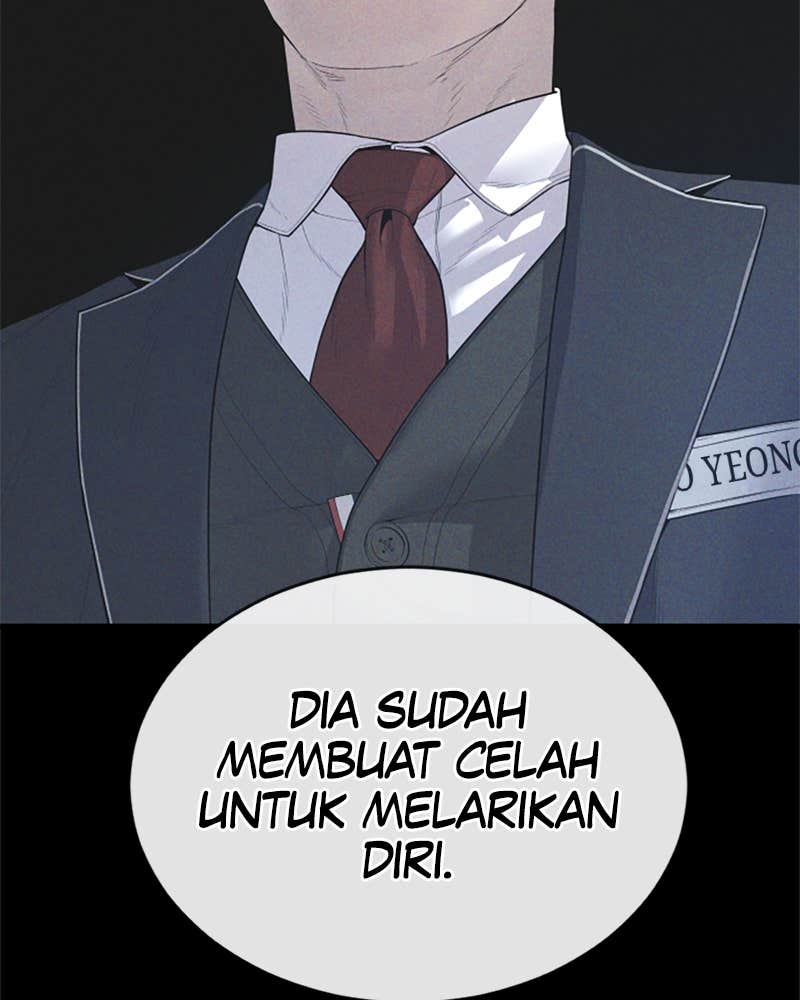 O YEONG
DIA SUDAH
MEMBUAT CELAH
UNTUK MELARIKAN
DIRI.